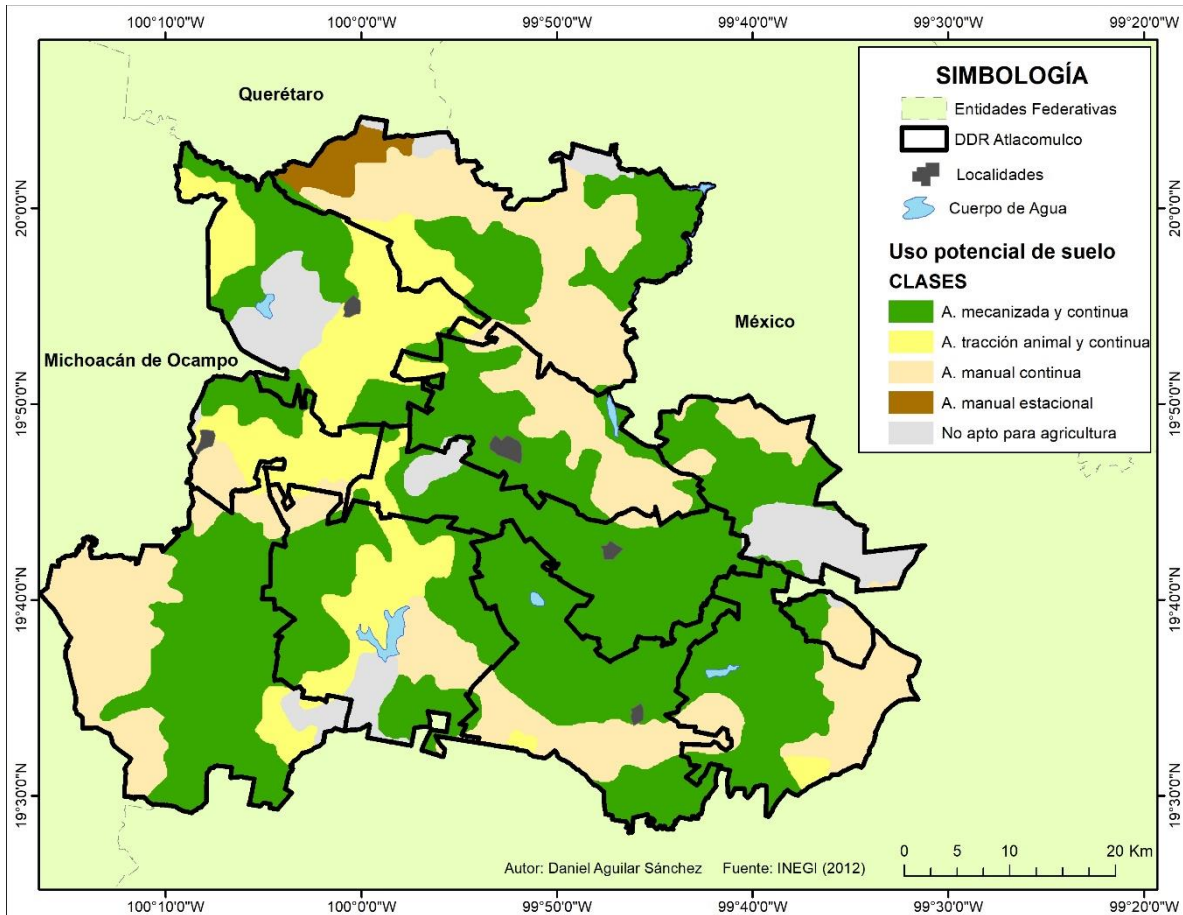 100°10'0"W 100°0'0"W 99°50'0"W 99°40'0"W 99°30'0"W 99°20'0"W
SIMBOLOGÍA
Entidades Federativas
DDR Atlacomulco
Localidades
Cuerpo de Agua
Uso potencial de suelo
CLASES
A. mecanizada y continua
A. tracción animal y continua
A. manual continua
A. manual estacional
No apto para agricultura
Querétaro
México
Michoacán de Ocampo
20°0'0"N
19°50'0"N
19°40'0"N
19°30'0"N
20°0'0"N
19°50'0"N
19°40'0"N
19°30'0"N
0 5 10 20 Km
Autor: Daniel Aguilar Sánchez Fuente: INEGI (2012)
100°10'0"W 100°0'0"W 99°50'0"W 99°40'0"W 99°30'0"W 99°20'0"W